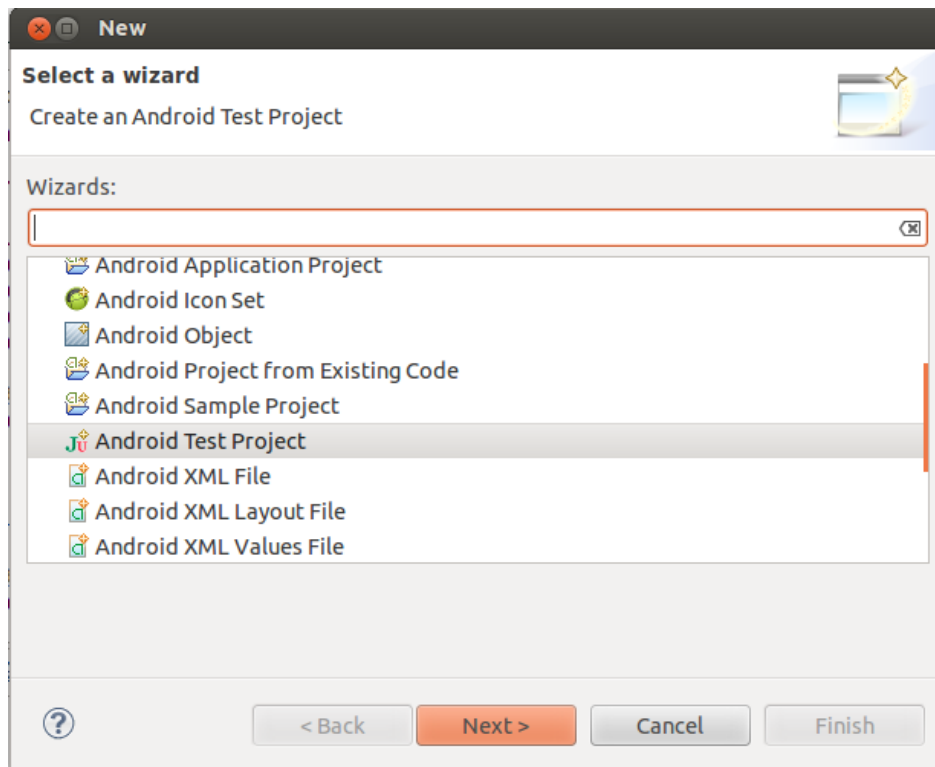 New
Select a wizard
Create an Android Test Project
Wizards:
Android Application Project
Android Icon Set
Android Object
Android Project from Existing Code
Android Sample Project
Android Test Project
Android XML File
Android XML Layout File
Android XML Values File
< Back Next > Cancel Finish